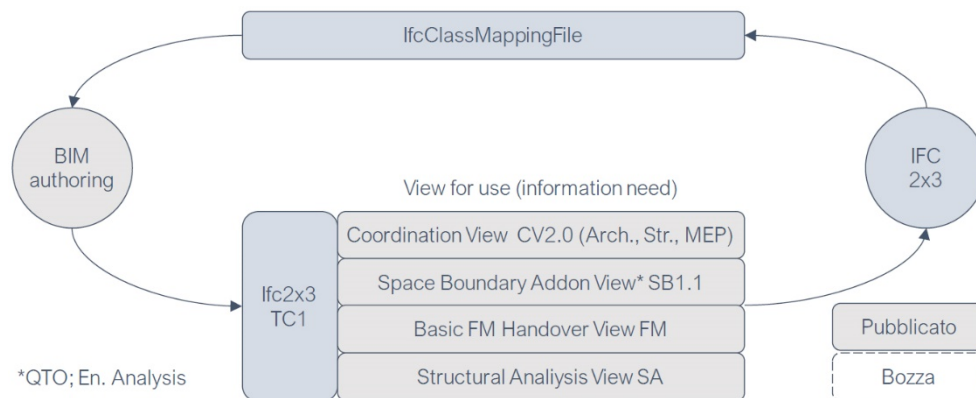 IfcClassMappingFile
BIM
authoring
IFC
2x3
View for use (information need)
Ifc2x3
TC1
Coordination View CV2.0 (Arch., Str., MEP)
Space Boundary Addon View* SB1.1
Basic FM Handover View FM
Structural Analiysis View SA
*QTO; En. Analysis
Pubblicato
Bozza